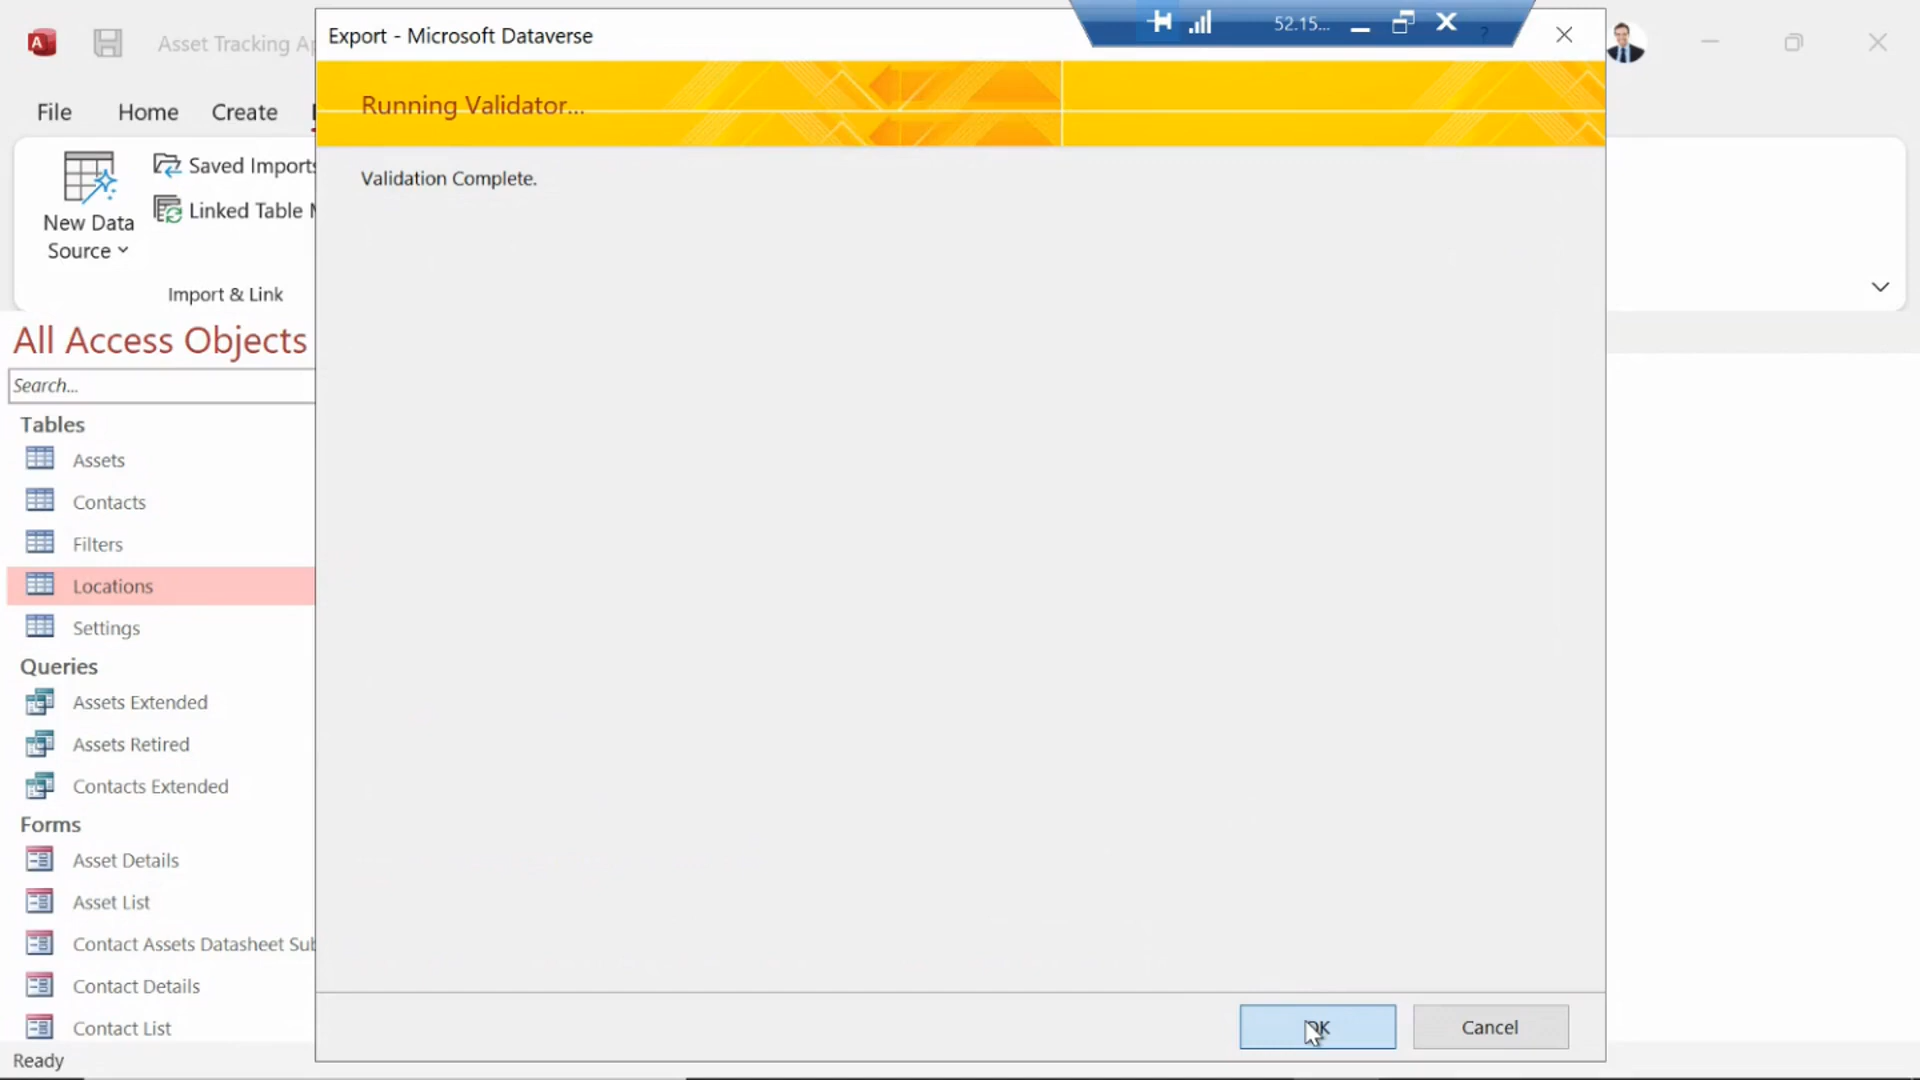 Export - Microsoft Dataverse
52.15...
?
A
Asset Tracking Ap
Running Validator...
File
Home
Create
Validation Complete.
Saved Imports
New Data
Source
Linked Table M
Import & Link
All Access Objects
Search...
Tables
Assets
Contacts
Filters
Locations
Settings
Queries
Assets Extended
Assets Retired
Contacts Extended
Forms
Asset Details
Asset List
Contact Assets Datasheet Sub
Contact Details
Contact List
OK
Cancel
Ready